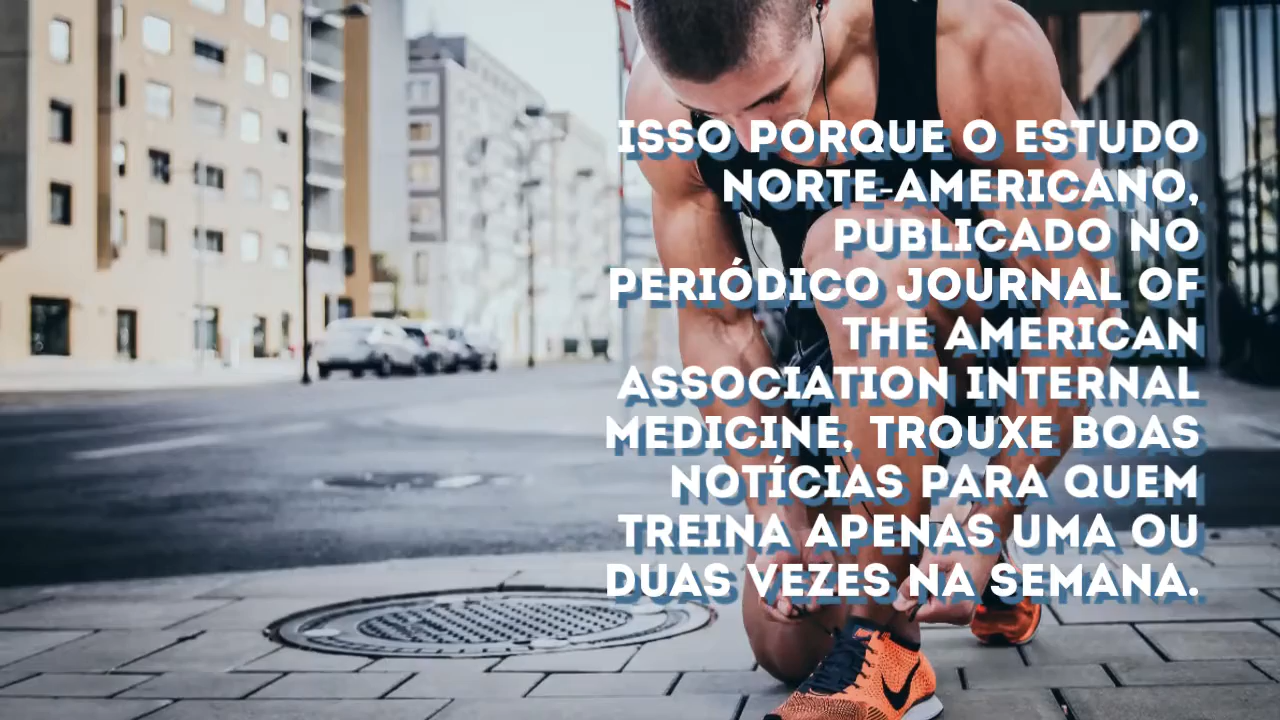 ISSO PORQUE O ESTUDO
NORTE-AMERICANO,
PUBLICADO NO
PERIÓDICO JOURNAL OF
THE AMERICAN
ASSOCIATION INTERNAL
MEDICINE, TROUXE BOAS
NOTÍCIAS PARA QUEM
TREINA APENAS UMA OU
DUAS VEZES NA SEMANA.